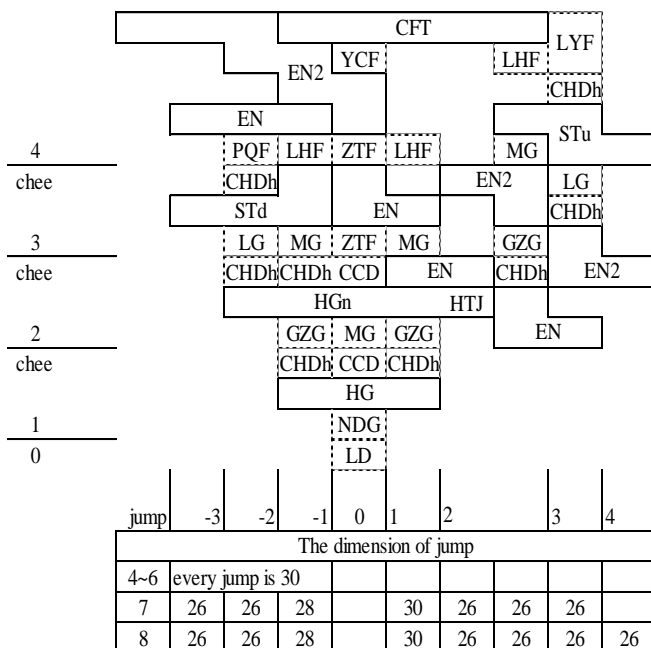 CFT
LYF
YCF LHF
EN2
CHDh
EN
STu
4 PQF LHF ZTF LHF MG
chee CHDh EN2 LG
STd EN CHDh
3 LG MG ZTF MG GZG
chee CHDh CHDh CCD EN CHDh EN2
HGn HTJ
2 GZG MG GZG EN
chee CHDh CCD CHDh
HG
1 NDG
0 LD
jump -3 -2 -1 0 1 2 3 4
The dimension of jump
4~6 every jump is 30
7 26 26 28 30 26 26 26
8 26 26 28 30 26 26 26 26